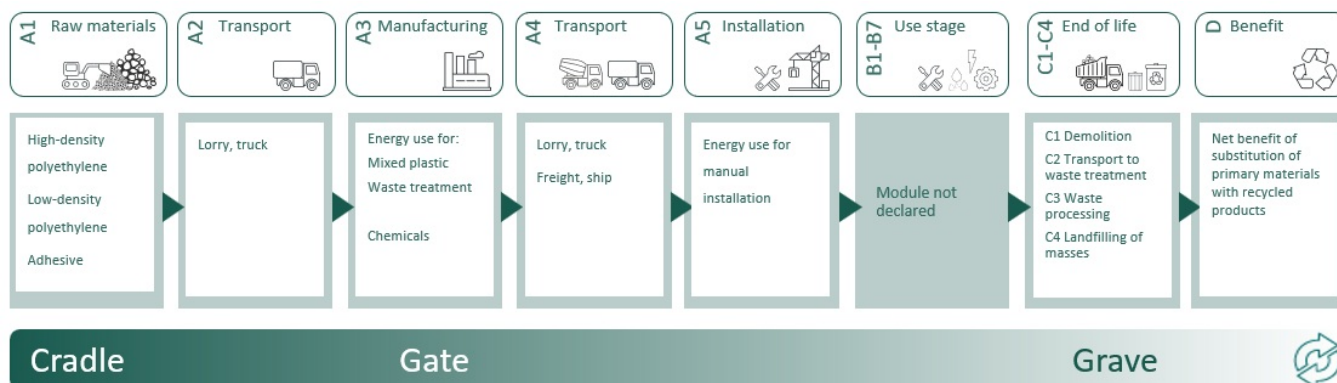 A1 Raw materials
A2 Transport
A3 Manufacturing
A4 Transport
A5 Installation
B1-B7 Use stage
C1-C4 End of life
D Benefit
High-density
polyethylene
Low-density
polyethylene
Adhesive
Lorry, truck
Energy use for:
Mixed plastic
Waste treatment
Chemicals
Lorry, truck
Freight, ship
Energy use for
manual
installation
Module not
declared
C1 Demolition
C2 Transport to
waste treatment
C3 Waste
processing
C4 Landfilling of
masses
Net benefit of
substitution of
primary materials
with recycled
products
Cradle
Gate
Grave